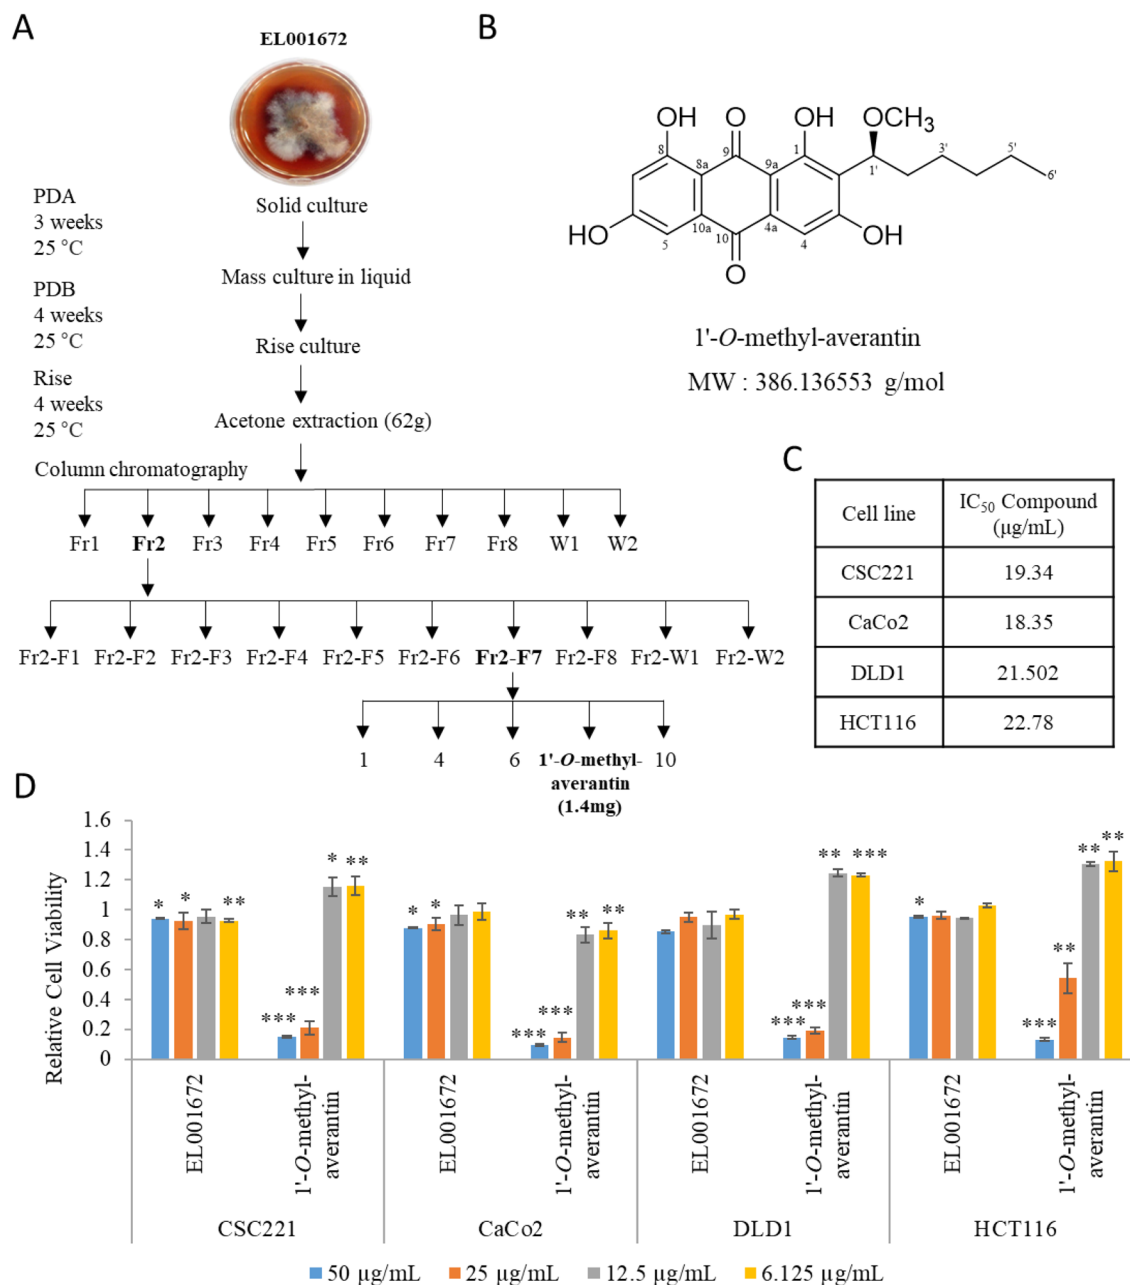 A
EL001672
PDA
3 weeks
25 °C
Solid culture
Mass culture in liquid
PDB
4 weeks
25 °C
Rise culture
Rise
4 weeks
25 °C
Acetone extraction (62g)
Column chromatography
Fr1 Fr2 Fr3 Fr4 Fr5 Fr6 Fr7 Fr8 W1 W2
Fr2-F1 Fr2-F2 Fr2-F3 Fr2-F4 Fr2-F5 Fr2-F6 Fr2-F7 Fr2-F8 Fr2-W1 Fr2-W2
1 4 6 1'-O-methyl- 10
averantin
(1.4mg)
B
OH O OH OCH3
8 9 1 3' 5'
8a 9a 1' 6'
HO 10a 4a OH
5 10 4
O
1'-O-methyl-averantin
MW : 386.136553 g/mol
C
Cell line IC50 Compound
(μg/mL)
CSC221 19.34
CaCo2 18.35
DLD1 21.502
HCT116 22.78
D
Relative Cell Viability
1.6
1.4
1.2
1
0.8
0.6
0.4
0.2
0
* * ** *** *** * **
* * *** *** ** **
*** *** ** ***
* *** ** ** **
EL001672
1'-O-methyl-
averantin
EL001672
1'-O-methyl-
averantin
EL001672
1'-O-methyl-
averantin
EL001672
1'-O-methyl-
averantin
CSC221 CaCo2 DLD1 HCT116
50 μg/mL 25 μg/mL 12.5 μg/mL 6.125 μg/mL